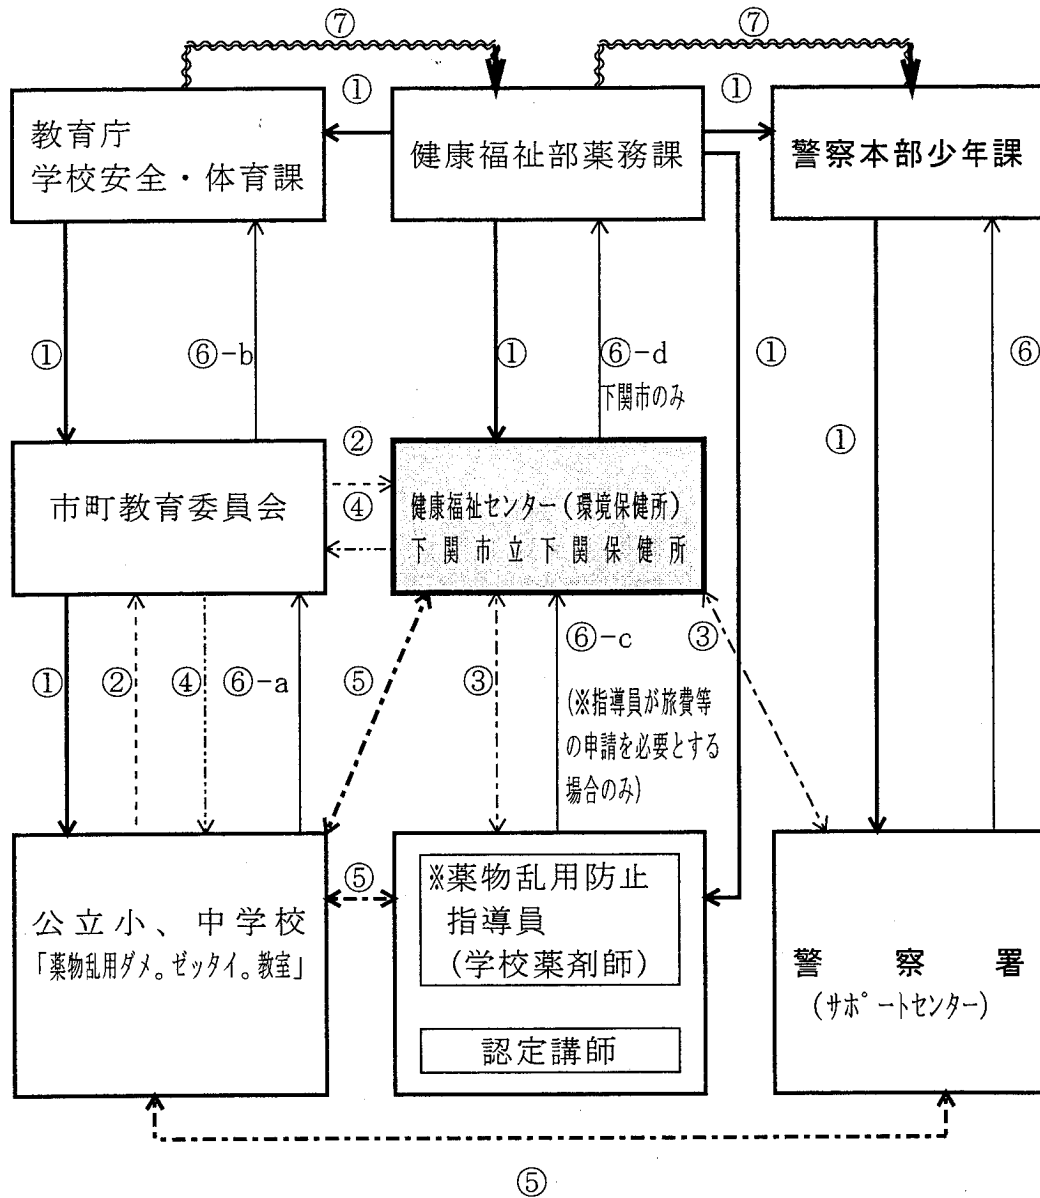 ⑦
⑦
①
①
教育庁
学校安全・体育課
健康福祉部薬務課
警察本部少年課
①
⑥-b
①
⑥-d
下関市のみ
①
①
⑥
②
④
市町教育委員会
健康福祉センター(環境保健所)
下関市立下関保健所
①
②
④
⑥-a
⑤
③
⑥-c
③
(※指導員が旅費等
の申請を必要とする
場合のみ)
公立小、中学校
「薬物乱用ダメ。ゼッタイ。教室」
⑤
※薬物乱用防止
指導員
(学校薬剤師)
認定講師
警察署
(サポートセンター)
⑤